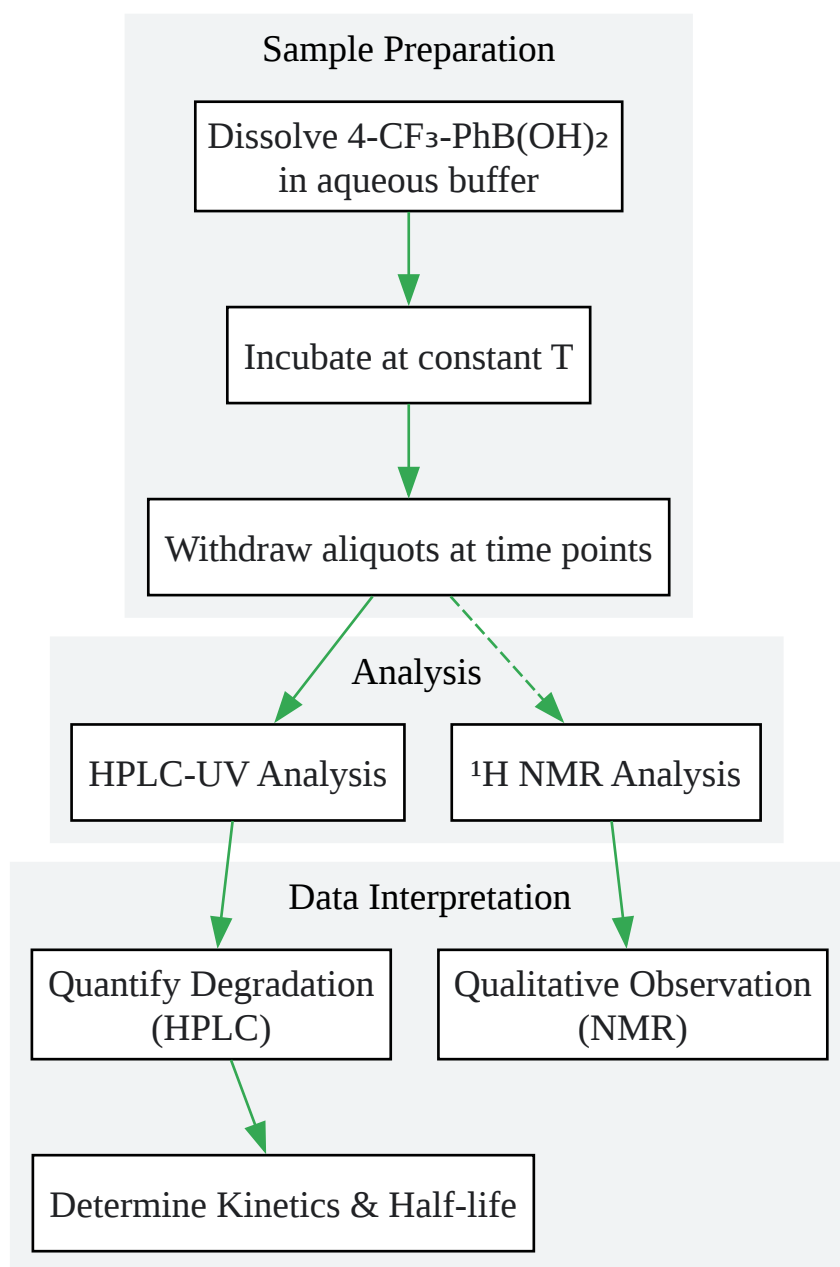 Sample Preparation
Dissolve 4-CF₃-PhB(OH)₂
in aqueous buffer
Incubate at constant T
Withdraw aliquots at time points
Analysis
HPLC-UV Analysis
¹H NMR Analysis
Data Interpretation
Quantify Degradation
(HPLC)
Qualitative Observation
(NMR)
Determine Kinetics & Half-life